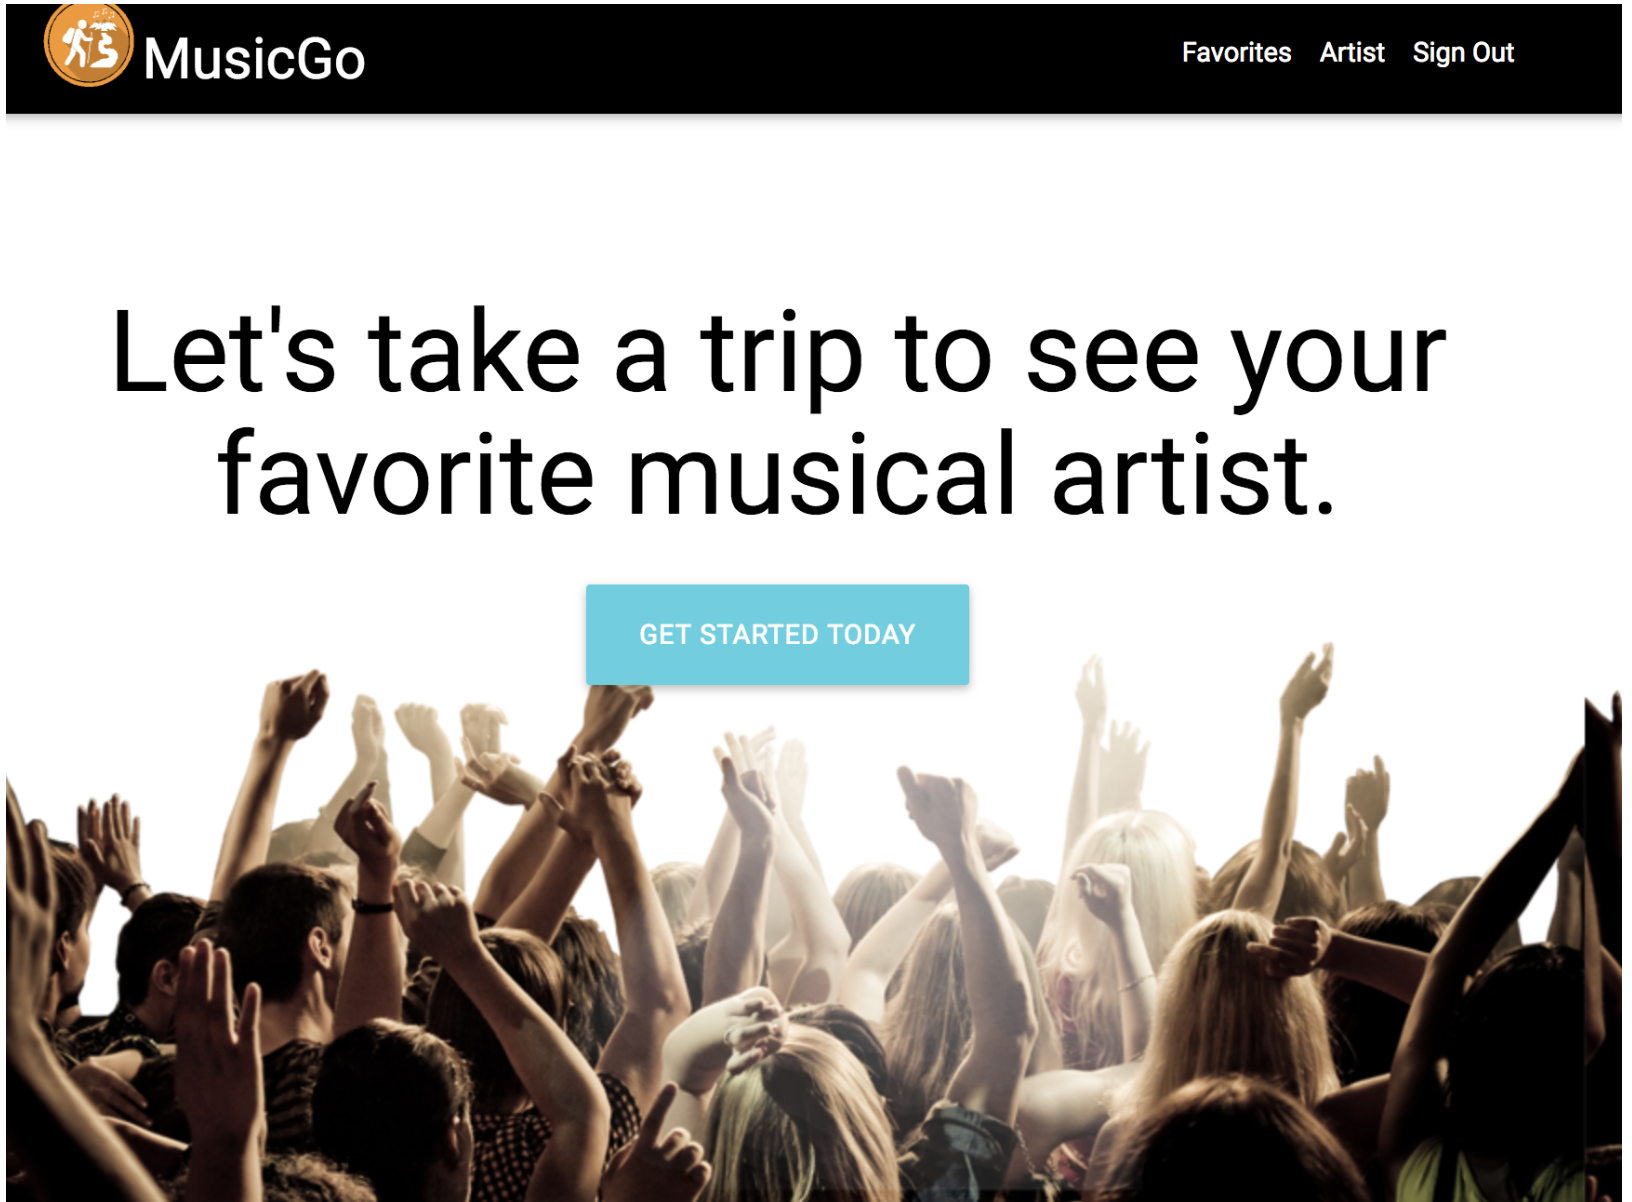 MusicGo
Favorites Artist Sign Out
Let's take a trip to see your
favorite musical artist.
GET STARTED TODAY